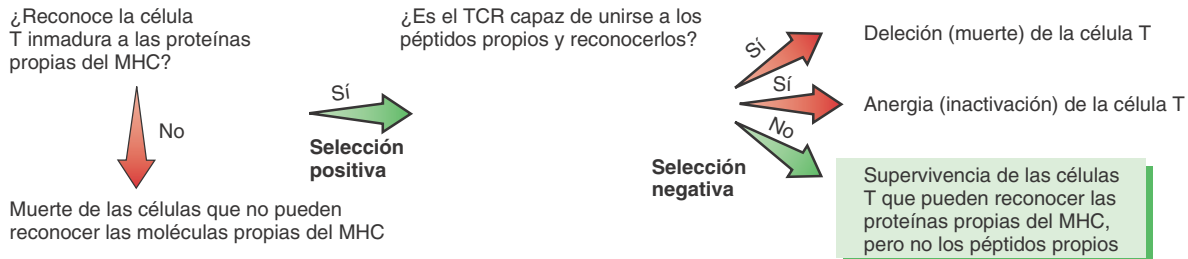 ¿Reconoce la célula
T inmadura a las proteínas
propias del MHC?
No
Muerte de las células que no pueden
reconocer las moléculas propias del MHC
Sí
Selección
positiva
¿Es el TCR capaz de unirse a los
péptidos propios y reconocerlos?
Selección
negativa
Sí
Deleción (muerte) de la célula T
Sí
Anergia (inactivación) de la célula T
No
Supervivencia de las células
T que pueden reconocer las
proteínas propias del MHC,
pero no los péptidos propios